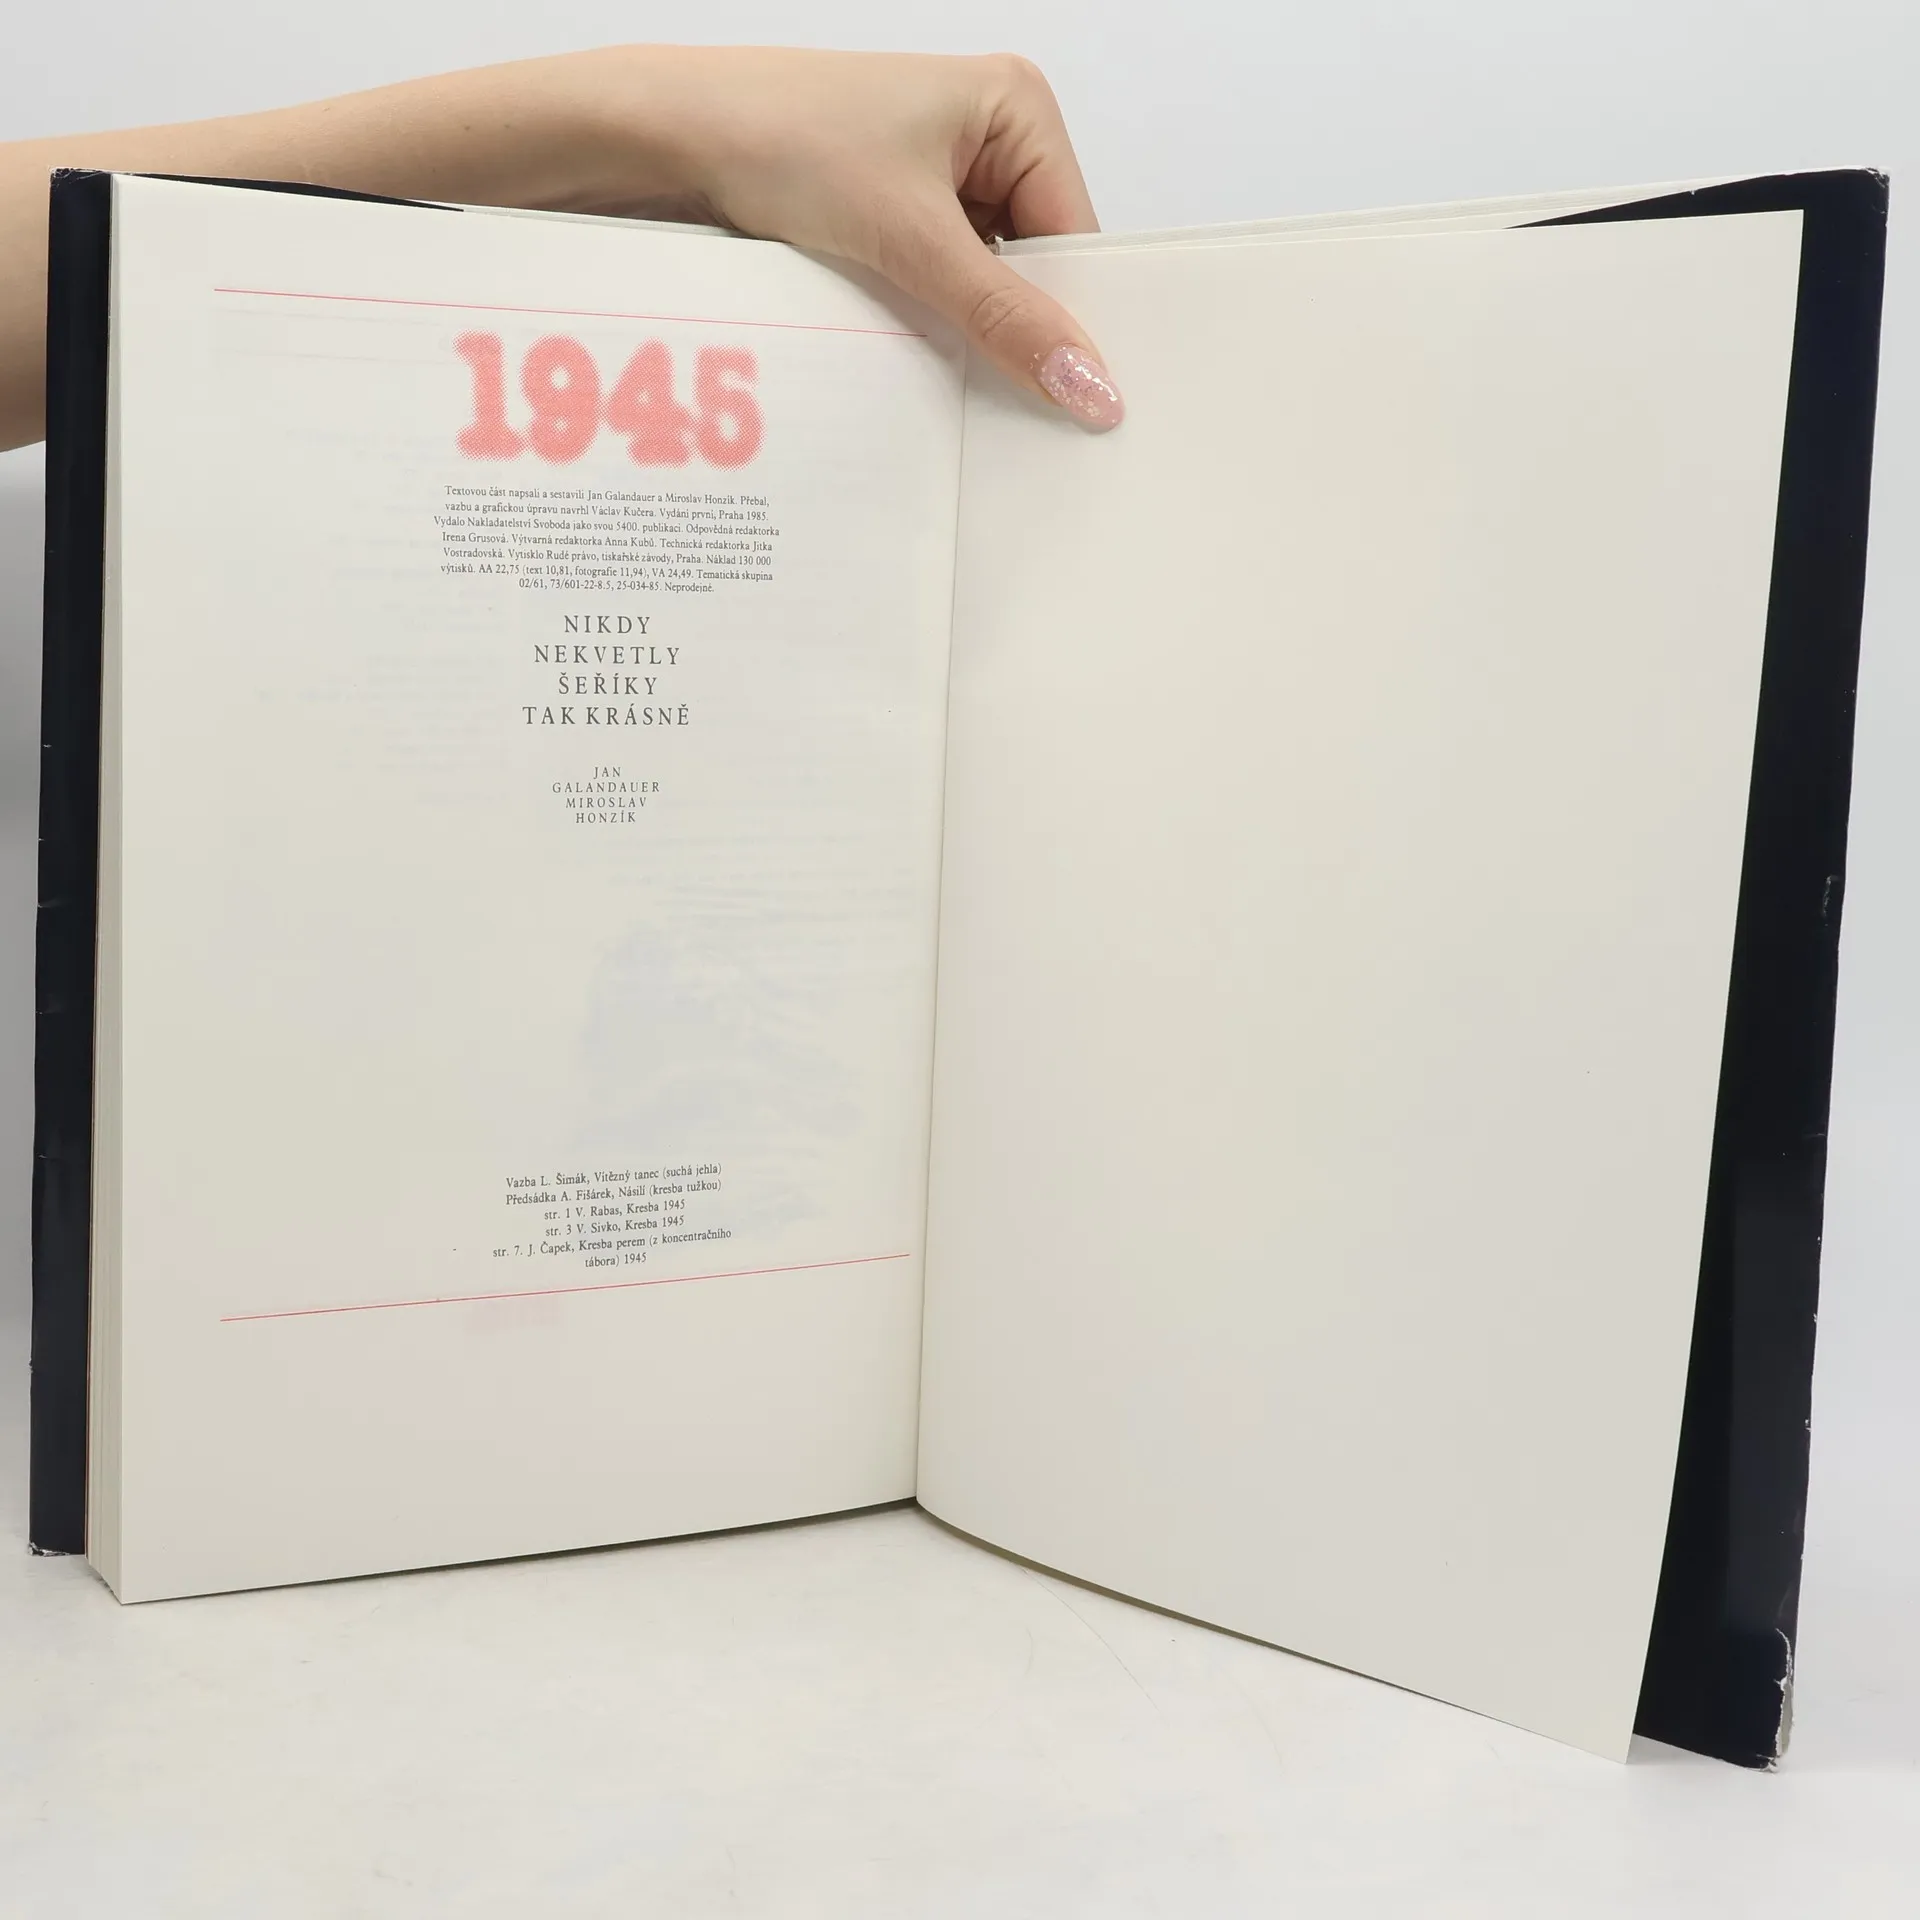 1945
Textovou část napsali a sestavili Jan Galandauer a Miroslav Honzík. Přebal,
vazbu a grafickou úpravu navrhl Václav Kučera. Vydání první, Praha 1985.
Vydalo Nakladatelství Svoboda jako svou 5400. publikaci. Odpovědná redaktorka
Irena Grusová. Výtvarná redaktorka Anna Kubů. Technická redaktorka Jitka
Vostradovská. Vytisklo Rudé právo, tiskařské závody, Praha. Náklad 130 000
výtisků. AA 22,75 (text 10,81, fotografie 11,94), VA 24,49. Tematická skupina
02/61, 73/601-22-8.5, 25-034-85. Neprodejné.
NIKDY
NEKVETLY
ŠEŘÍKY
TAK KRÁSNĚ
JAN
GALANDAUER
MIROSLAV
HONZÍK
Vazba L. Šimák, Vítězný tanec (suchá jehla)
Předsádka A. Fišárek, Násilí (kresba tužkou)
str. 1 V. Rabas, Kresba 1945
str. 3 V. Sivko, Kresba 1945
str. 7. J. Čapek, Kresba perem (z koncentračního
tábora) 1945